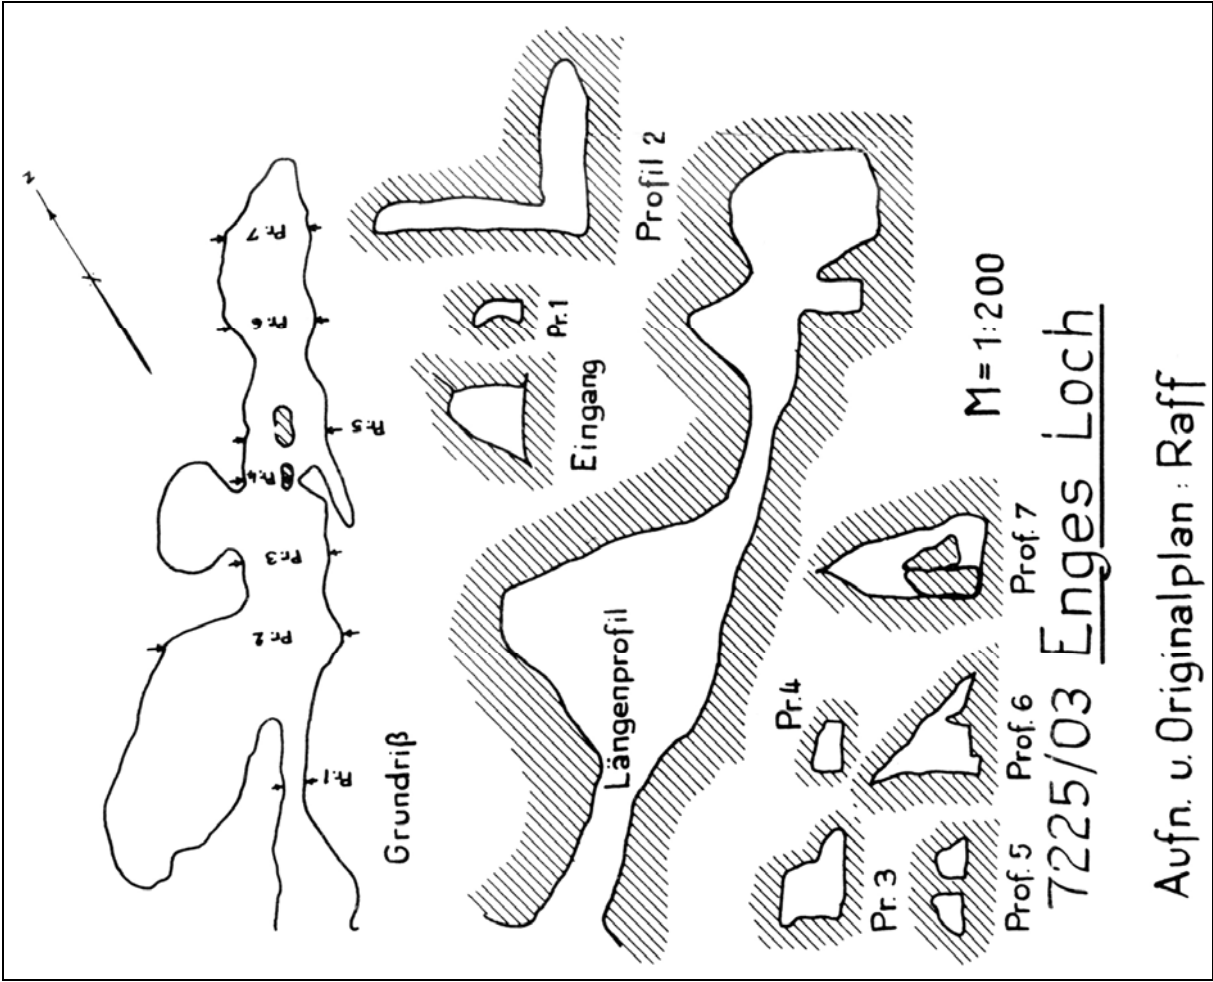 N
Pr.1
Pr.2
Pr.3
Pr.4
Pr.5
Pr.6
Pr.7
Grundriß
Eingang
Pr.1
Profil 2
Längenprofil
Pr.3
Pr.4
Prof.5
Prof.6
Prof.7
M=1:200
7225/03 Enges Loch
Aufn. u. Originalplan: Raff